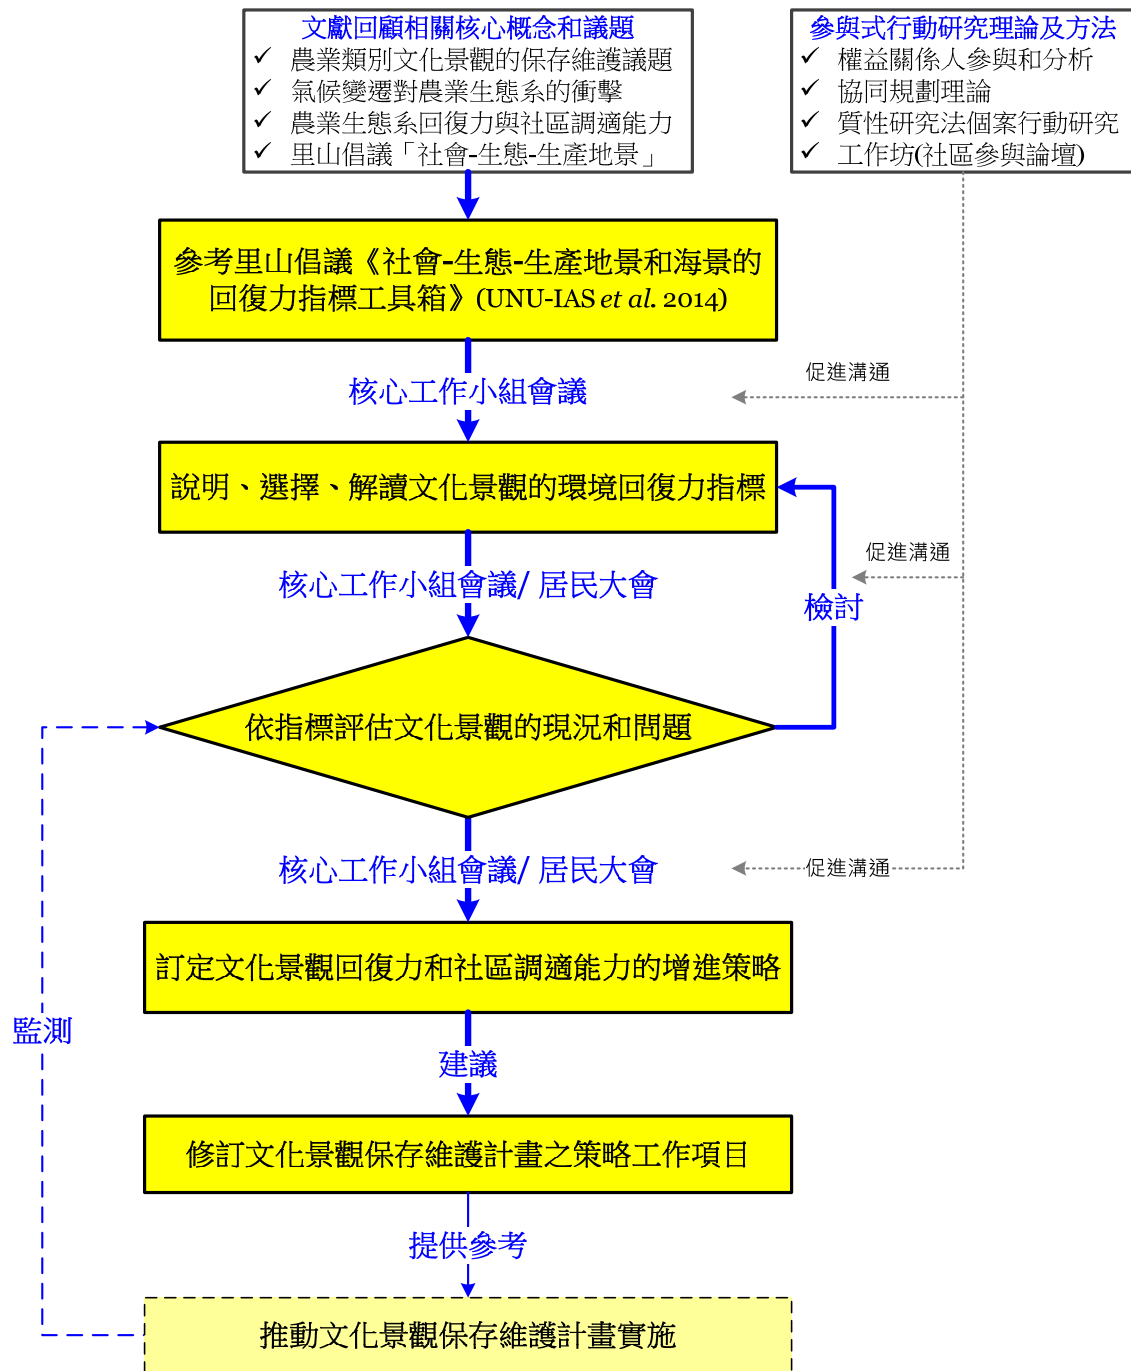 文獻回顧相關核心概念和議題
✓ 農業類別文化景觀的保存維護議題
✓ 氣候變遷對農業生態系的衝擊
✓ 農業生態系回復力與社區調適能力
✓ 里山倡議「社會-生態-生產地景」
參與式行動研究理論及方法
✓ 權益關係人參與和分析
✓ 協同規劃理論
✓ 質性研究法個案行動研究
✓ 工作坊(社區參與論壇)
參考里山倡議《社會-生態-生產地景和海景的
回復力指標工具箱》(UNU-IAS et al. 2014)
促進溝通
核心工作小組會議
說明、選擇、解讀文化景觀的環境回復力指標
促進溝通
核心工作小組會議/ 居民大會
檢討
依指標評估文化景觀的現況和問題
核心工作小組會議/ 居民大會
促進溝通
訂定文化景觀回復力和社區調適能力的增進策略
監測
建議
修訂文化景觀保存維護計畫之策略工作項目
提供參考
推動文化景觀保存維護計畫實施